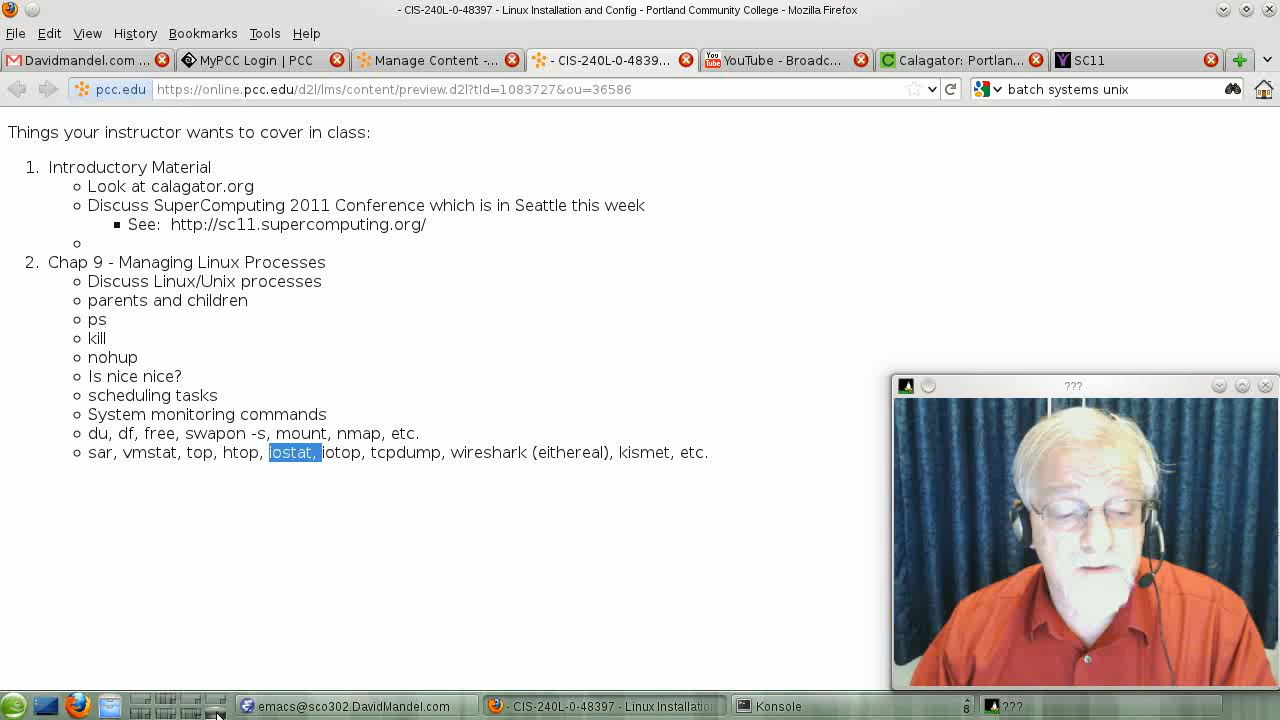 - CIS-240L-0-48397 - Linux Installation and Config - Portland Community College - Mozilla Firefox
File Edit View History Bookmarks Tools Help
Davidmandel.com ... MyPCC Login | PCC Manage Content -... - CIS-240L-0-4839... YouTube - Broadc... Calagator: Portlan... SC11
pcc.edu https://online.pcc.edu/d2l/lms/content/preview.d2l?tId=1083727&ou=36586 batch systems unix
Things your instructor wants to cover in class:
1. Introductory Material
Look at calagator.org
Discuss SuperComputing 2011 Conference which is in Seattle this week
See: http://sc11.supercomputing.org/
2. Chap 9 - Managing Linux Processes
Discuss Linux/Unix processes
parents and children
ps
kill
nohup
Is nice nice?
scheduling tasks
System monitoring commands
du, df, free, swapon -s, mount, nmap, etc.
sar, vmstat, top, htop, iostat, iotop, tcpdump, wireshark (eithereal), kismet, etc.
???
emacs@sco302.DavidMandel.com - CIS-240L-0-48397 - Linux Installatio Konsole 8 ???